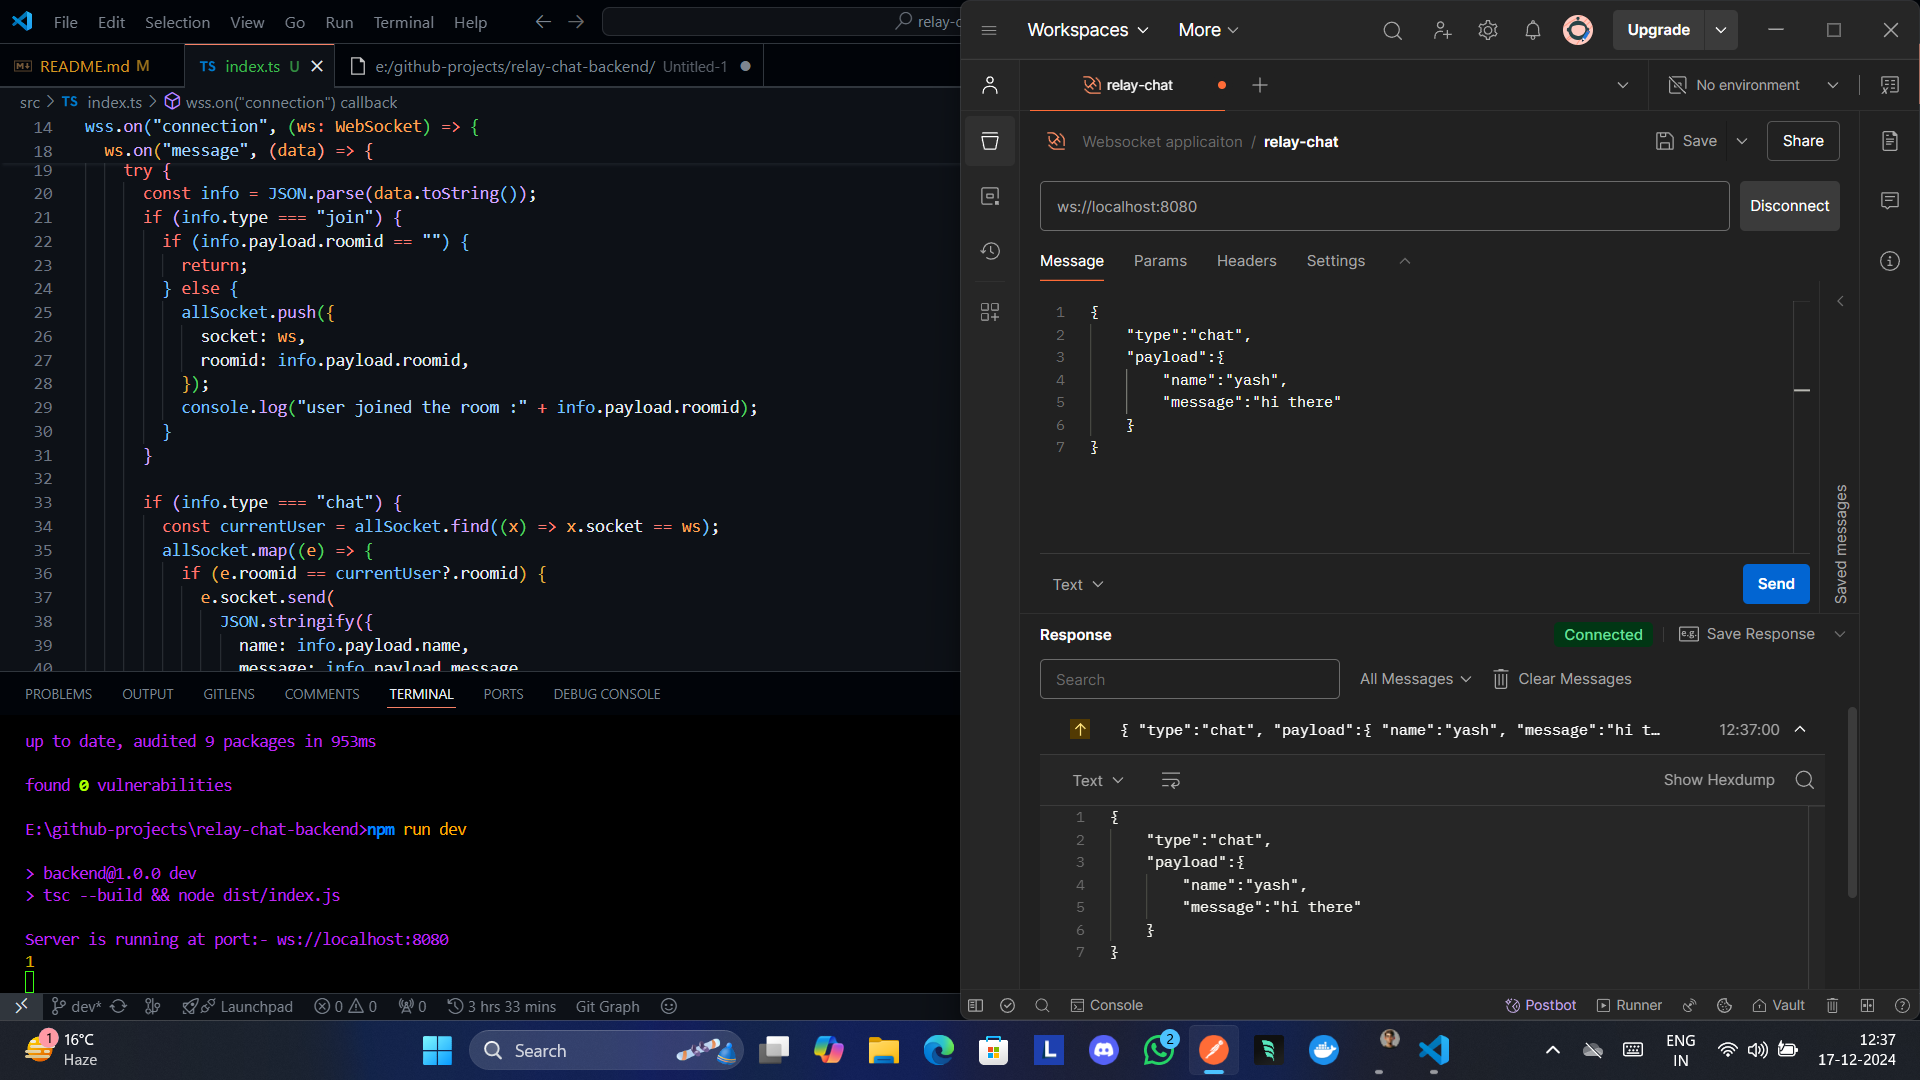 File Edit Selection View Go Run Terminal Help
relay-c
README.md M
TS index.ts U
e:/github-projects/relay-chat-backend/ Untitled-1
src > TS index.ts > wss.on("connection") callback
14 wss.on("connection", (ws: WebSocket) => {
18 ws.on("message", (data) => {
19 try {
20 const info = JSON.parse(data.toString());
21 if (info.type === "join") {
22 if (info.payload.roomid == "") {
23 return;
24 } else {
25 allSocket.push({
26 socket: ws,
27 roomid: info.payload.roomid,
28 });
29 console.log("user joined the room :" + info.payload.roomid);
30 }
31 }
32
33 if (info.type === "chat") {
34 const currentUser = allSocket.find((x) => x.socket == ws);
35 allSocket.map((e) => {
36 if (e.roomid == currentUser?.roomid) {
37 e.socket.send(
38 JSON.stringify({
39 name: info.payload.name,
40 message: info.payload.message
PROBLEMS OUTPUT GITLENS COMMENTS TERMINAL PORTS DEBUG CONSOLE
up to date, audited 9 packages in 953ms
found 0 vulnerabilities
E:\github-projects\relay-chat-backend>npm run dev
> backend@1.0.0 dev
> tsc --build && node dist/index.js
Server is running at port:- ws://localhost:8080
1
dev* Launchpad 0 0 0 3 hrs 33 mins Git Graph
Workspaces More
Upgrade
relay-chat
No environment
Websocket applicaiton / relay-chat
Save
Share
ws://localhost:8080
Disconnect
Message Params Headers Settings
1 {
2 "type":"chat",
3 "payload":{
4 "name":"yash",
5 "message":"hi there"
6 }
7 }
Saved messages
Text
Send
Response
Connected
e.g. Save Response
Search
All Messages
Clear Messages
{ "type":"chat", "payload":{ "name":"yash", "message":"hi t…
12:37:00
Text
Show Hexdump
1 {
2 "type":"chat",
3 "payload":{
4 "name":"yash",
5 "message":"hi there"
6 }
7 }
Console
Postbot Runner Vault
1
16°C
Haze
Search
L
2
ENG
IN
12:37
17-12-2024